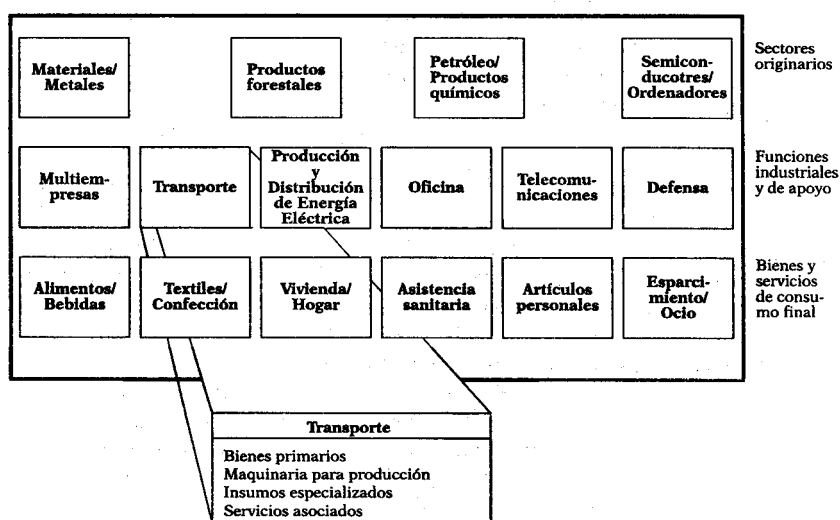 Materiales/
Metales
Productos
forestales
Petróleo/
Productos
químicos
Semicon-
ducotres/
Ordenadores
Sectores
originarios
Multiem-
presas
Transporte
Producción
y
Distribución
de Energía
Eléctrica
Oficina
Telecomu-
nicaciones
Defensa
Funciones
industriales
y de apoyo
Alimentos/
Bebidas
Textiles/
Confección
Vivienda/
Hogar
Asistencia
sanitaria
Artículos
personales
Esparci-
miento/
Ocio
Bienes y
servicios
de consu-
mo final
Transporte
Bienes primarios
Maquinaria para producción
Insumos especializados
Servicios asociados